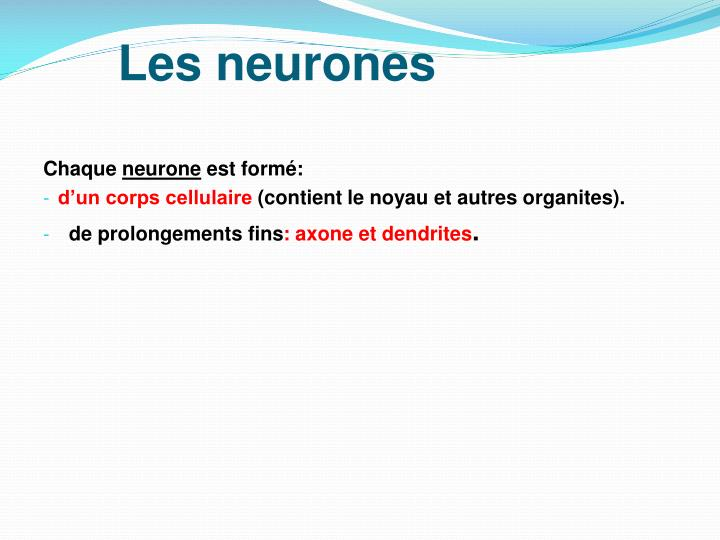 Les neurones
Chaque neurone est formé:
- d’un corps cellulaire (contient le noyau et autres organites).
- de prolongements fins: axone et dendrites.